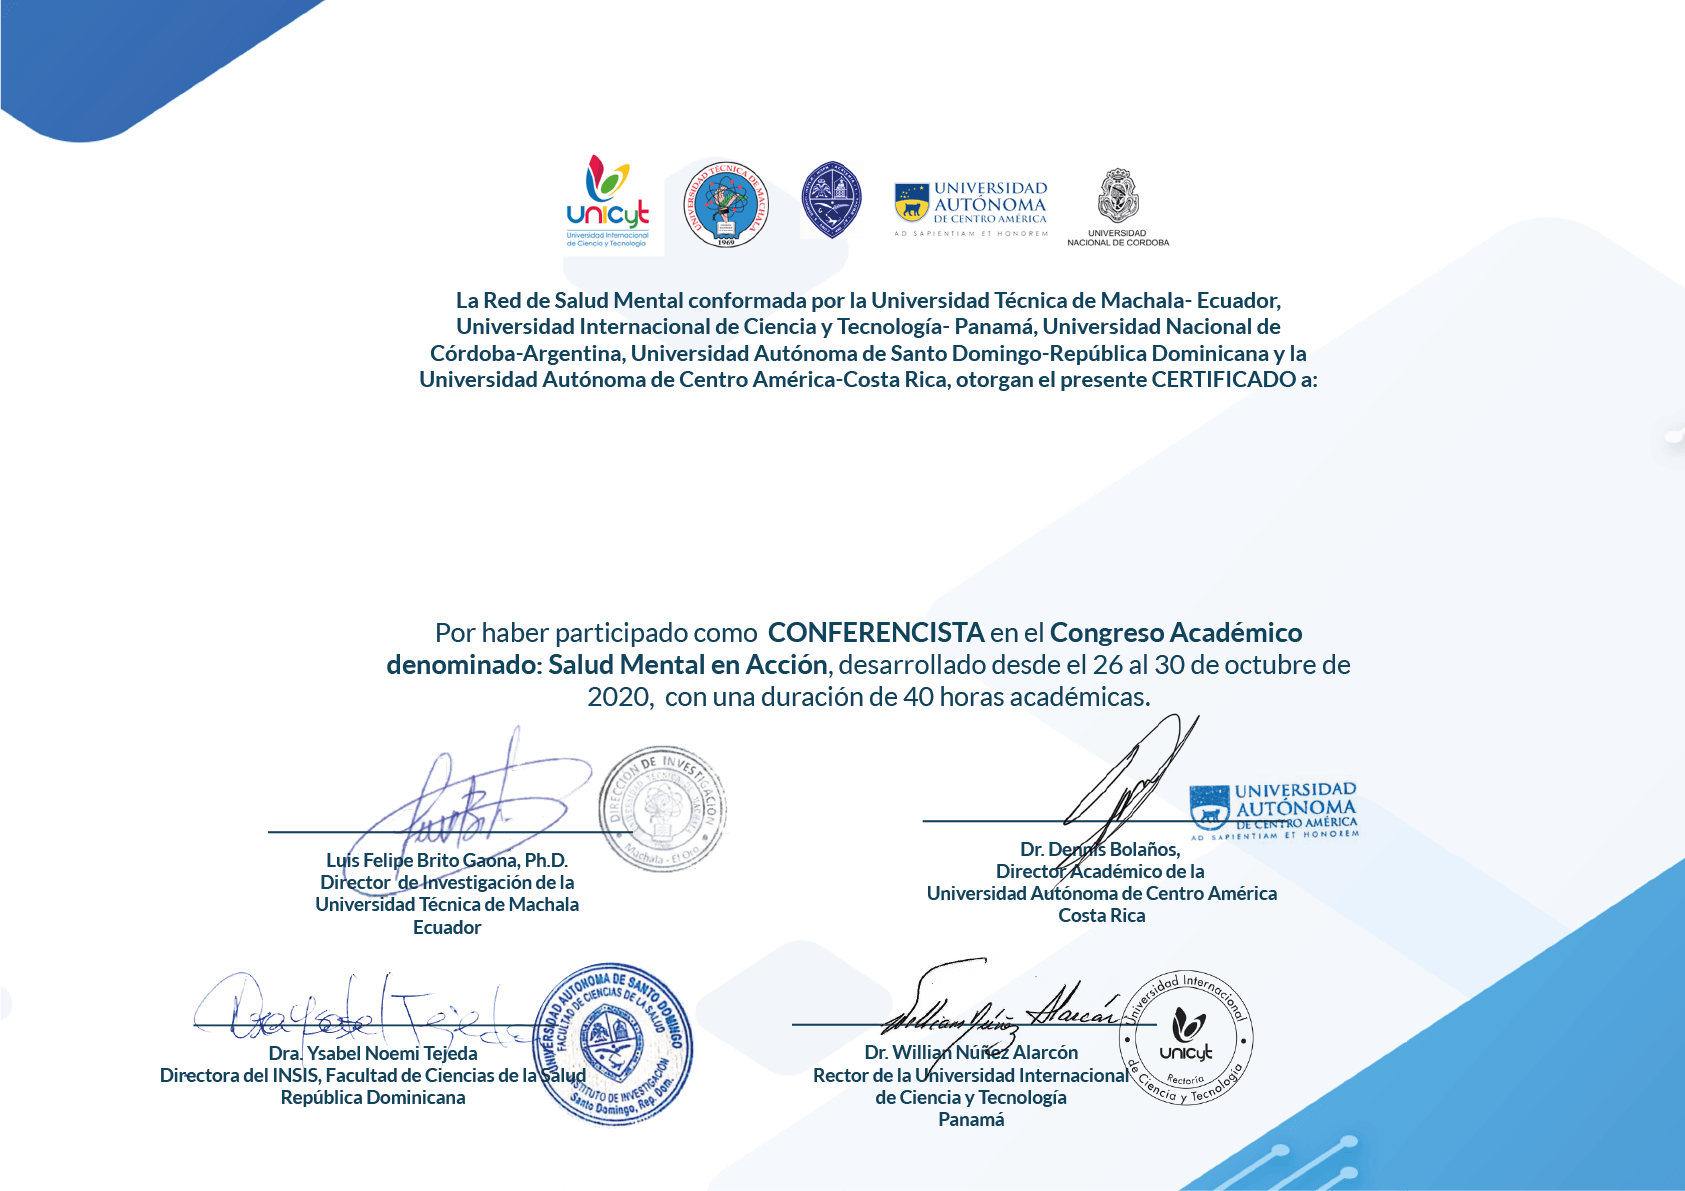 unicyt
Universidad Internacional
de Ciencia y Tecnología
UNIVERSIDAD TÉCNICA DE MACHALA
1969
UNIVERSIDAD
AUTÓNOMA
DE CENTRO AMÉRICA
AD SAPIENTIAM ET HONOREM
UNIVERSIDAD
NACIONAL DE CORDOBA
La Red de Salud Mental conformada por la Universidad Técnica de Machala- Ecuador,
Universidad Internacional de Ciencia y Tecnología- Panamá, Universidad Nacional de
Córdoba-Argentina, Universidad Autónoma de Santo Domingo-República Dominicana y la
Universidad Autónoma de Centro América-Costa Rica, otorgan el presente CERTIFICADO a:
Por haber participado como CONFERENCISTA en el Congreso Académico
denominado: Salud Mental en Acción, desarrollado desde el 26 al 30 de octubre de
2020, con una duración de 40 horas académicas.
DIRECCIÓN DE INVESTIGACIÓN
UNIVERSIDAD TÉCNICA DE MACHALA
Machala - El Oro
Luis Felipe Brito Gaona, Ph.D.
Director de Investigación de la
Universidad Técnica de Machala
Ecuador
UNIVERSIDAD
AUTÓNOMA
DE CENTRO AMÉRICA
AD SAPIENTIAM ET HONOREM
Dr. Dennis Bolaños,
Director Académico de la
Universidad Autónoma de Centro América
Costa Rica
Ysabel Tejeda
UNIVERSIDAD AUTONOMA DE SANTO DOMINGO
FACULTAD DE CIENCIAS DE LA SALUD
INSTITUTO DE INVESTIGACIÓN
Santo Domingo, Rep. Dom.
Dra. Ysabel Noemi Tejeda
Directora del INSIS, Facultad de Ciencias de la Salud
República Dominicana
William Núñez Alarcón
Universidad Internacional
de Ciencia y Tecnología
unicyt
Rectoría
Dr. Willian Núñez Alarcón
Rector de la Universidad Internacional
de Ciencia y Tecnología
Panamá